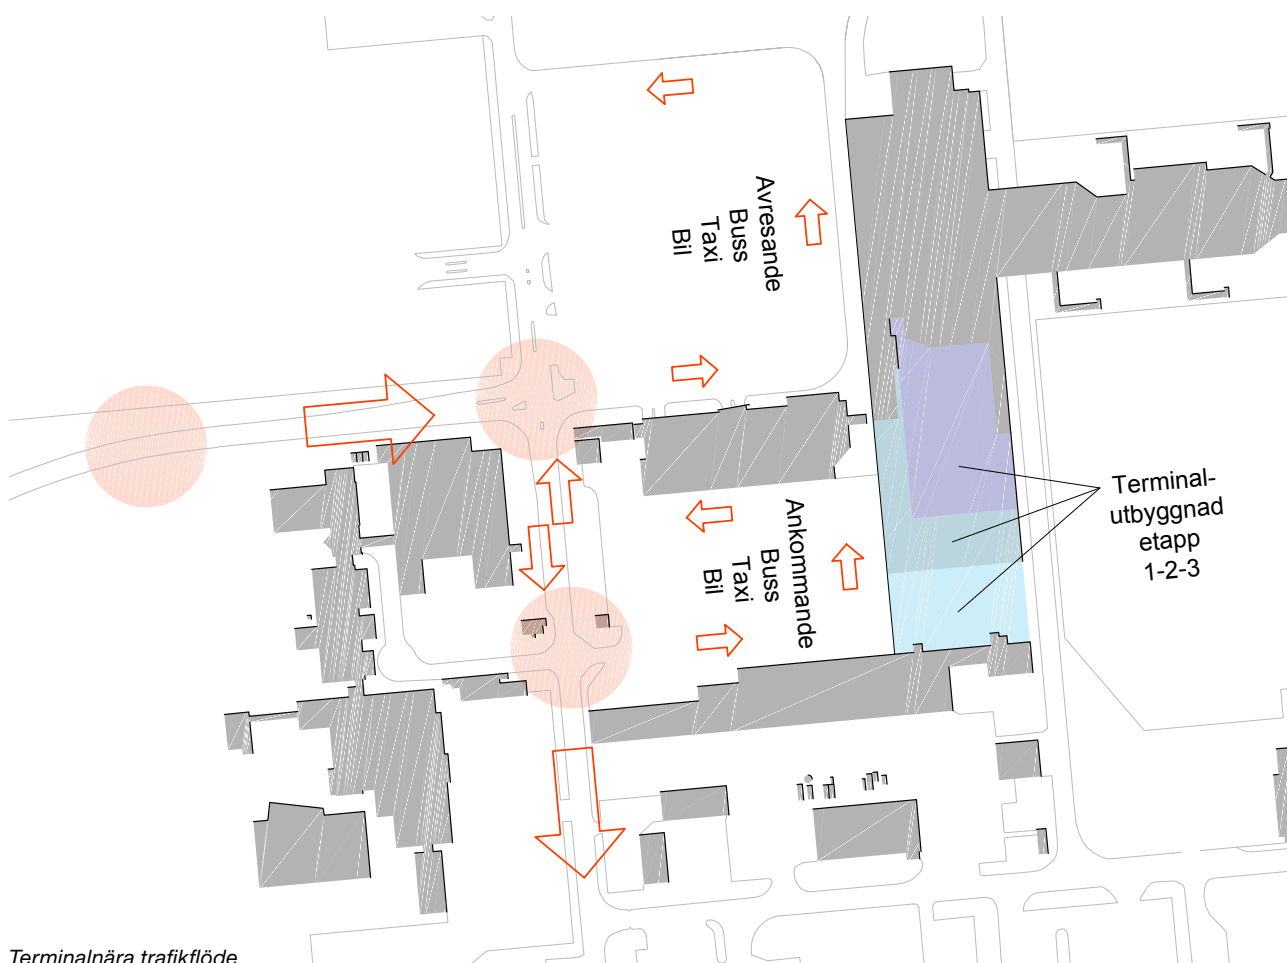 Avresande
Buss
Taxi
Bil
Ankommande
Buss
Taxi
Bil
Terminal-
utbyggnad
etapp
1-2-3
Terminalnära trafikflöde